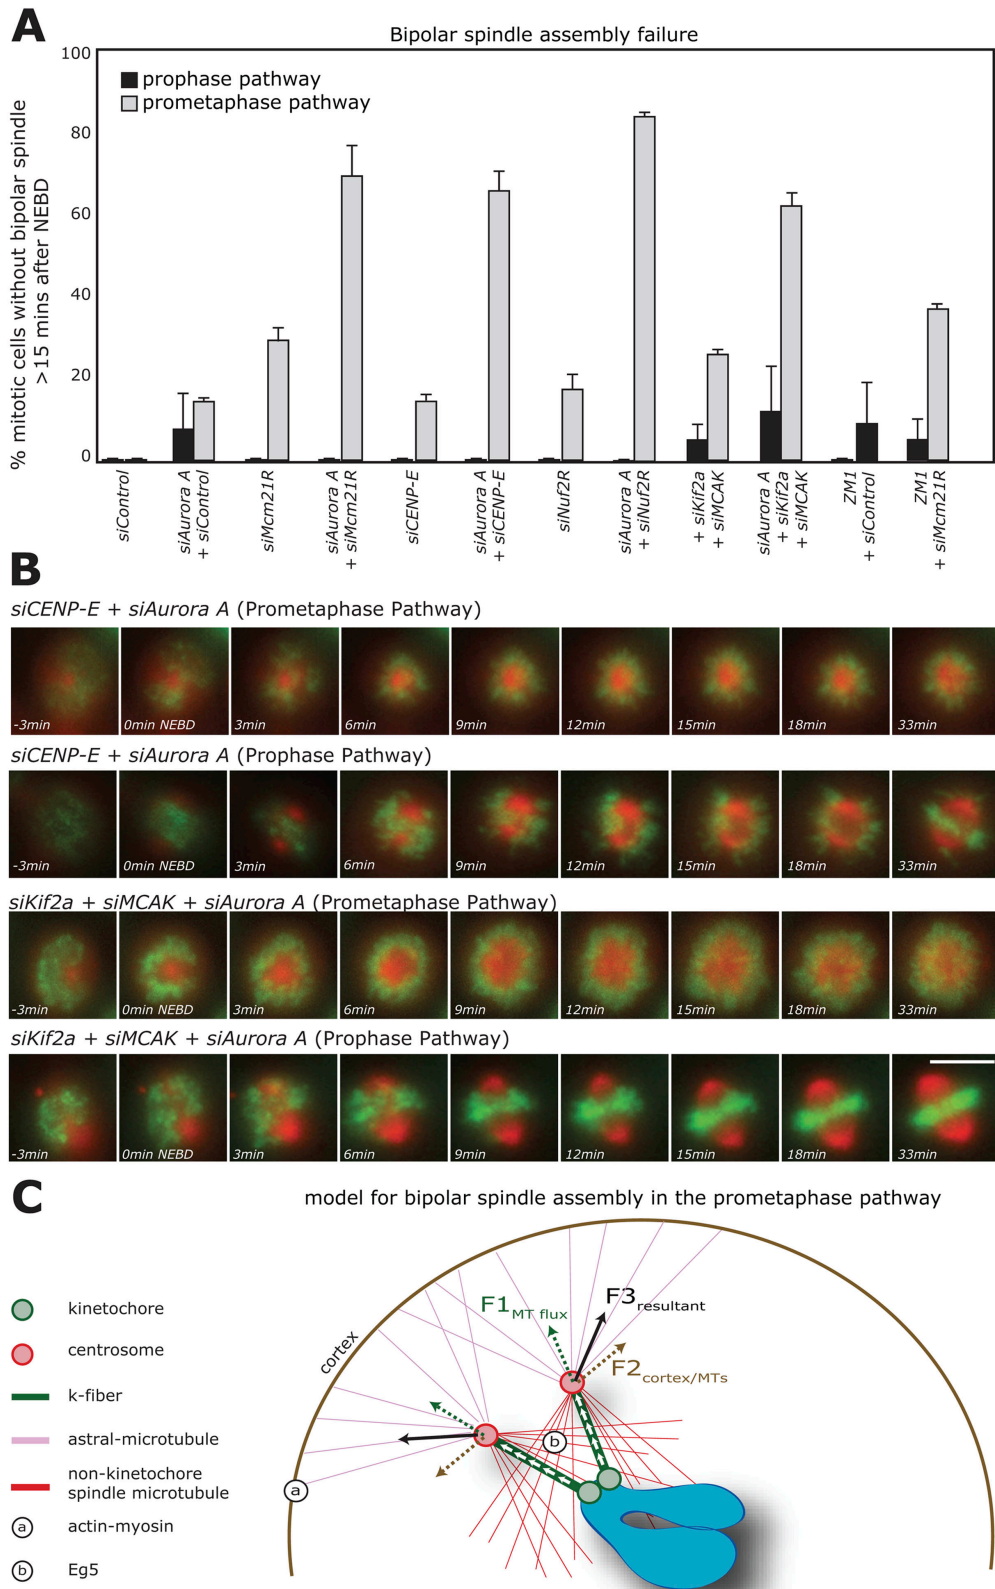 A
Bipolar spindle assembly failure
% mitotic cells without bipolar spindle
>15 mins after NEBD
100
80
60
40
20
0
prophase pathway
prometaphase pathway
siControl
siAurora A
+ siControl
siMcm21R
siAurora A
+ siMcm21R
siCENP-E
siAurora A
+ siCENP-E
siNuf2R
siAurora A
+ siNuf2R
+ siKif2a
+ siMCAK
siAurora A
+ siKif2a
+ siMCAK
ZM1
+ siControl
ZM1
+ siMcm21R
B
siCENP-E + siAurora A (Prometaphase Pathway)
-3min 0min NEBD 3min 6min 9min 12min 15min 18min 33min
siCENP-E + siAurora A (Prophase Pathway)
-3min 0min NEBD 3min 6min 9min 12min 15min 18min 33min
siKif2a + siMCAK + siAurora A (Prometaphase Pathway)
-3min 0min NEBD 3min 6min 9min 12min 15min 18min 33min
siKif2a + siMCAK + siAurora A (Prophase Pathway)
-3min 0min NEBD 3min 6min 9min 12min 15min 18min 33min
C
model for bipolar spindle assembly in the prometaphase pathway
kinetochore
centrosome
k-fiber
astral-microtubule
non-kinetochore
spindle microtubule
a actin-myosin
b Eg5
cortex
F1 MT flux
F3 resultant
F2 cortex/MTs
b
a